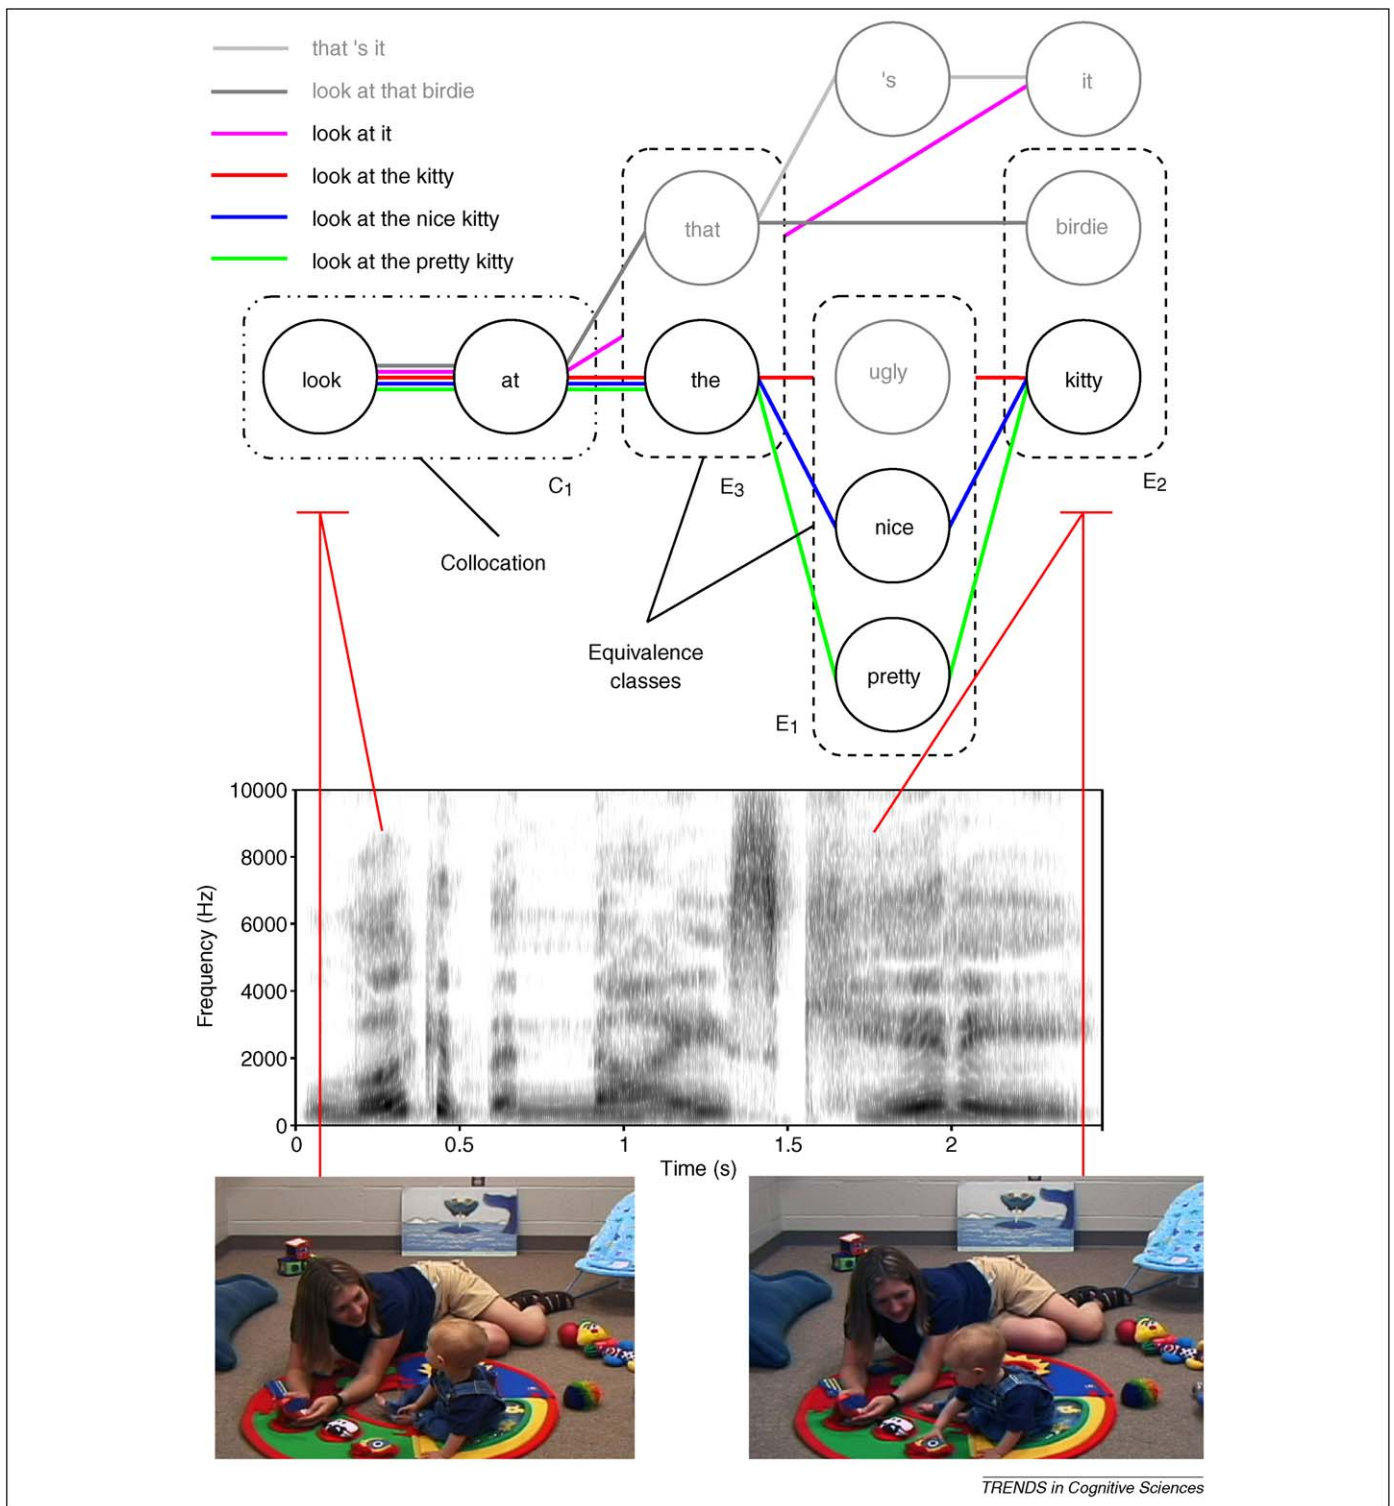 that 's it
look at that birdie
look at it
look at the kitty
look at the nice kitty
look at the pretty kitty
's
it
that
birdie
look
at
the
ugly
kitty
C1
E3
E2
nice
Collocation
Equivalence
classes
pretty
E1
10000
8000
6000
4000
2000
0
Frequency (Hz)
0
0.5
1
1.5
2
Time (s)
TRENDS in Cognitive Sciences